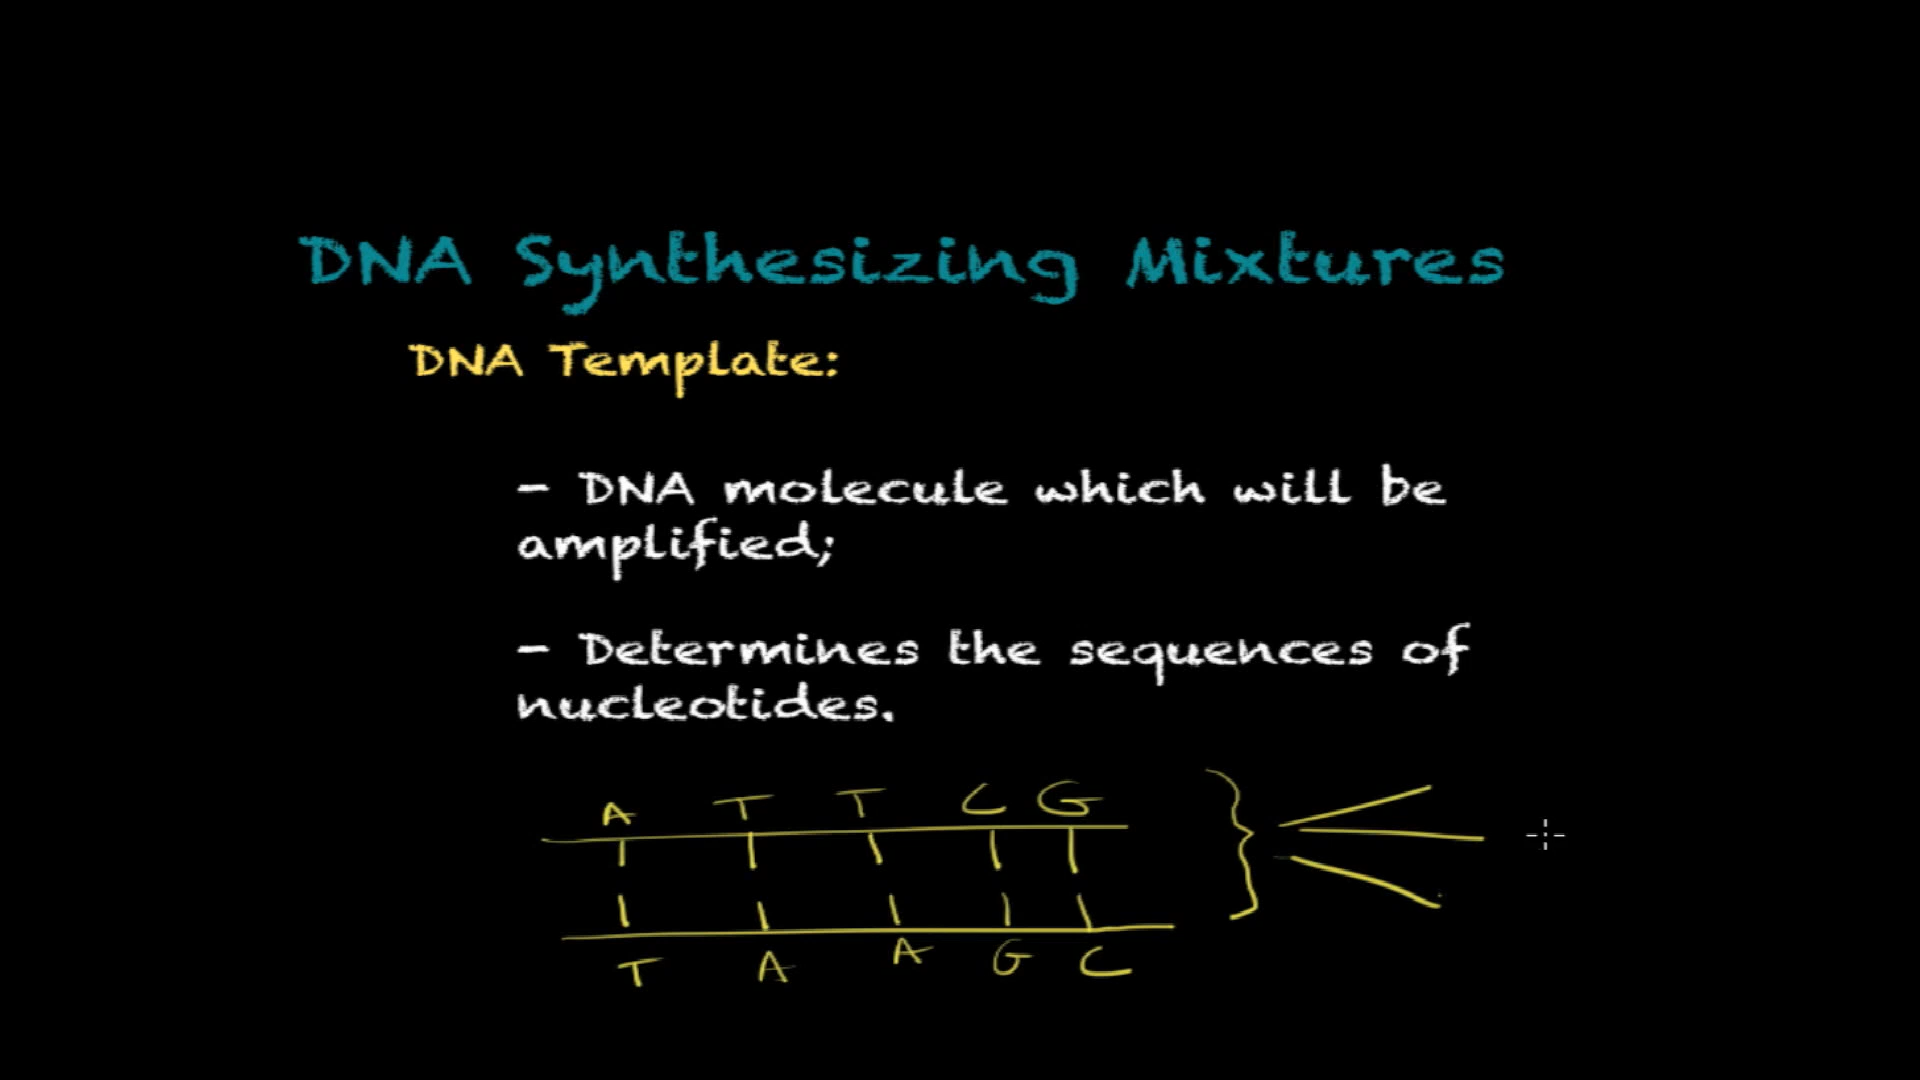 DNA Synthesizing Mixtures
DNA Template:
- DNA molecule which will be
amplified;
- Determines the sequences of
nucleotides.
A T T C G
T A A G C